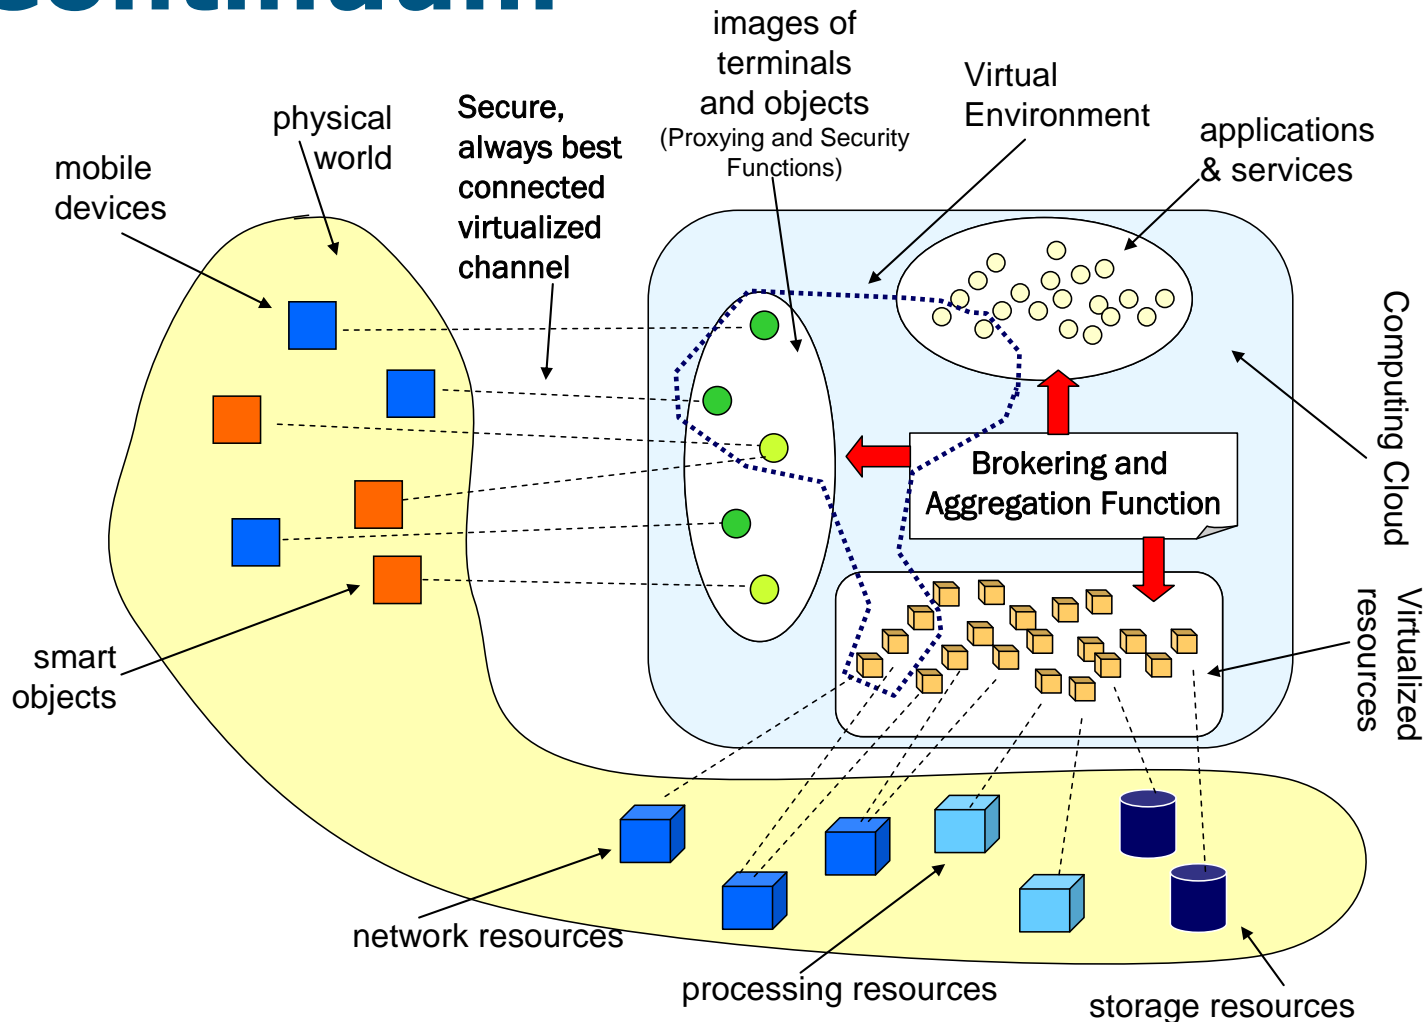 continuum
images of
terminals
and objects
(Proxying and Security
Functions)
Virtual
Environment
applications
& services
Secure,
always best
connected
virtualized
channel
physical
world
mobile
devices
Computing Cloud
Brokering and
Aggregation Function
Virtualized
resources
smart
objects
network resources
processing resources
storage resources